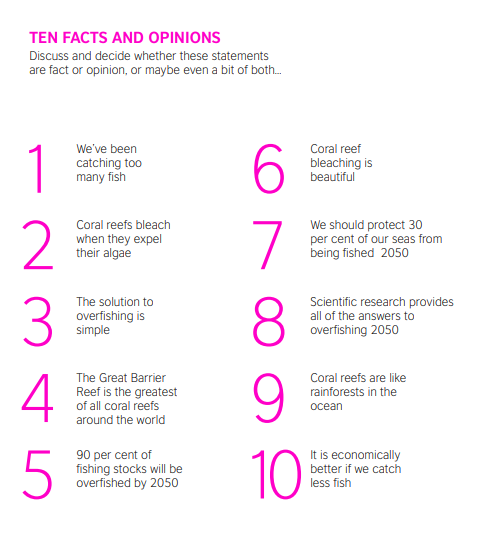 TEN FACTS AND OPINIONS
Discuss and decide whether these statements
are fact or opinion, or maybe even a bit of both...
1
We've been
catching too
many fish
2
Coral reefs bleach
when they expel
their algae
3
The solution to
overfishing is
simple
4
The Great Barrier
Reef is the greatest
of all coral reefs
around the world
5
90 per cent of
fishing stocks will be
overfished by 2050
6
Coral reef
bleaching is
beautiful
7
We should protect 30
per cent of our seas from
being fished 2050
8
Scientific research provides
all of the answers to
overfishing 2050
9
Coral reefs are like
rainforests in the
ocean
10
It is economically
better if we catch
less fish